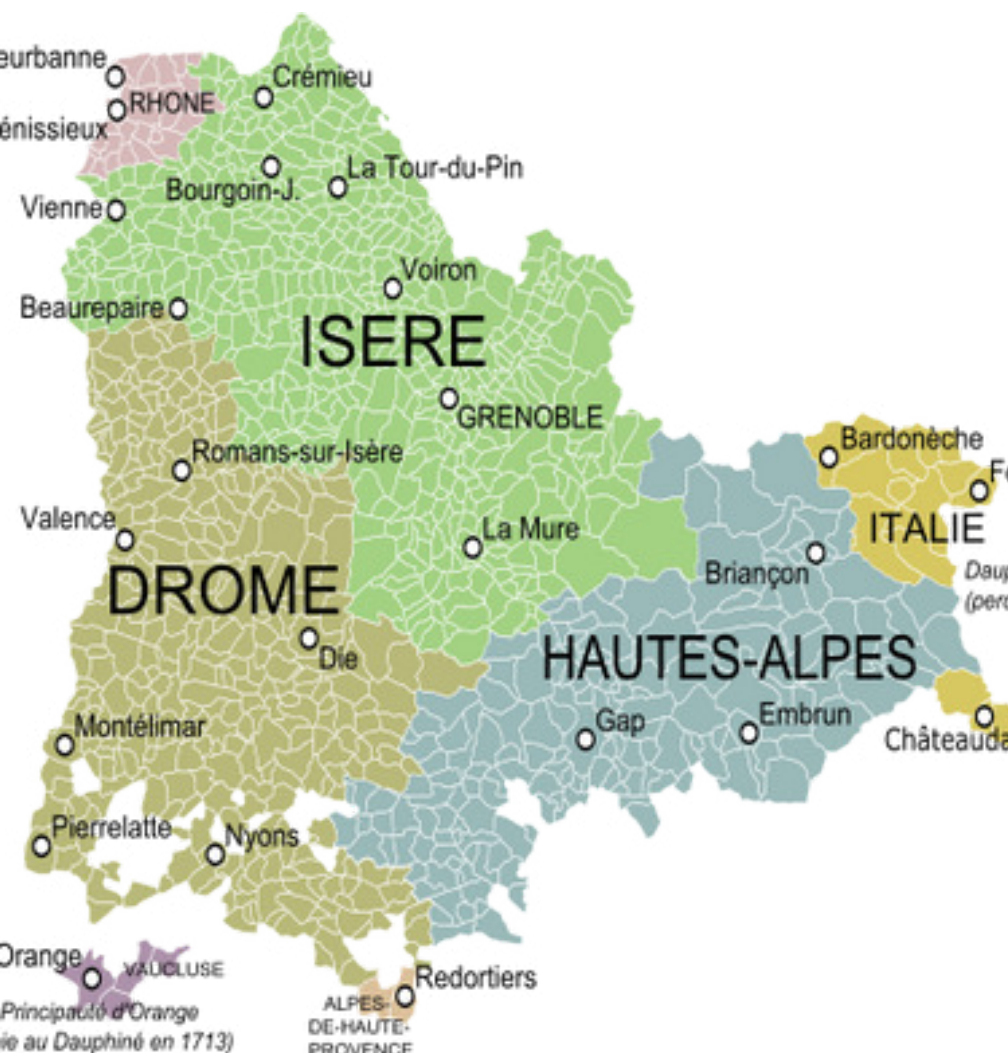 eurbanne
Crémieu
RHONE
énissieux
La Tour-du-Pin
Bourgoin-J.
Vienne
Voiron
Beaurepaire
ISERE
GRENOBLE
Bardonèche
Romans-sur-Isère
Valence
La Mure
ITALIE
Briançon
DROME
HAUTES-ALPES
Die
Gap
Embrun
Montélimar
Pierrelatte
Nyons
Orange
VAUCLUSE
Redortiers
ALPES-
DE-HAUTE-
PROVENCE
Principauté d'Orange
au Dauphiné en 1713)